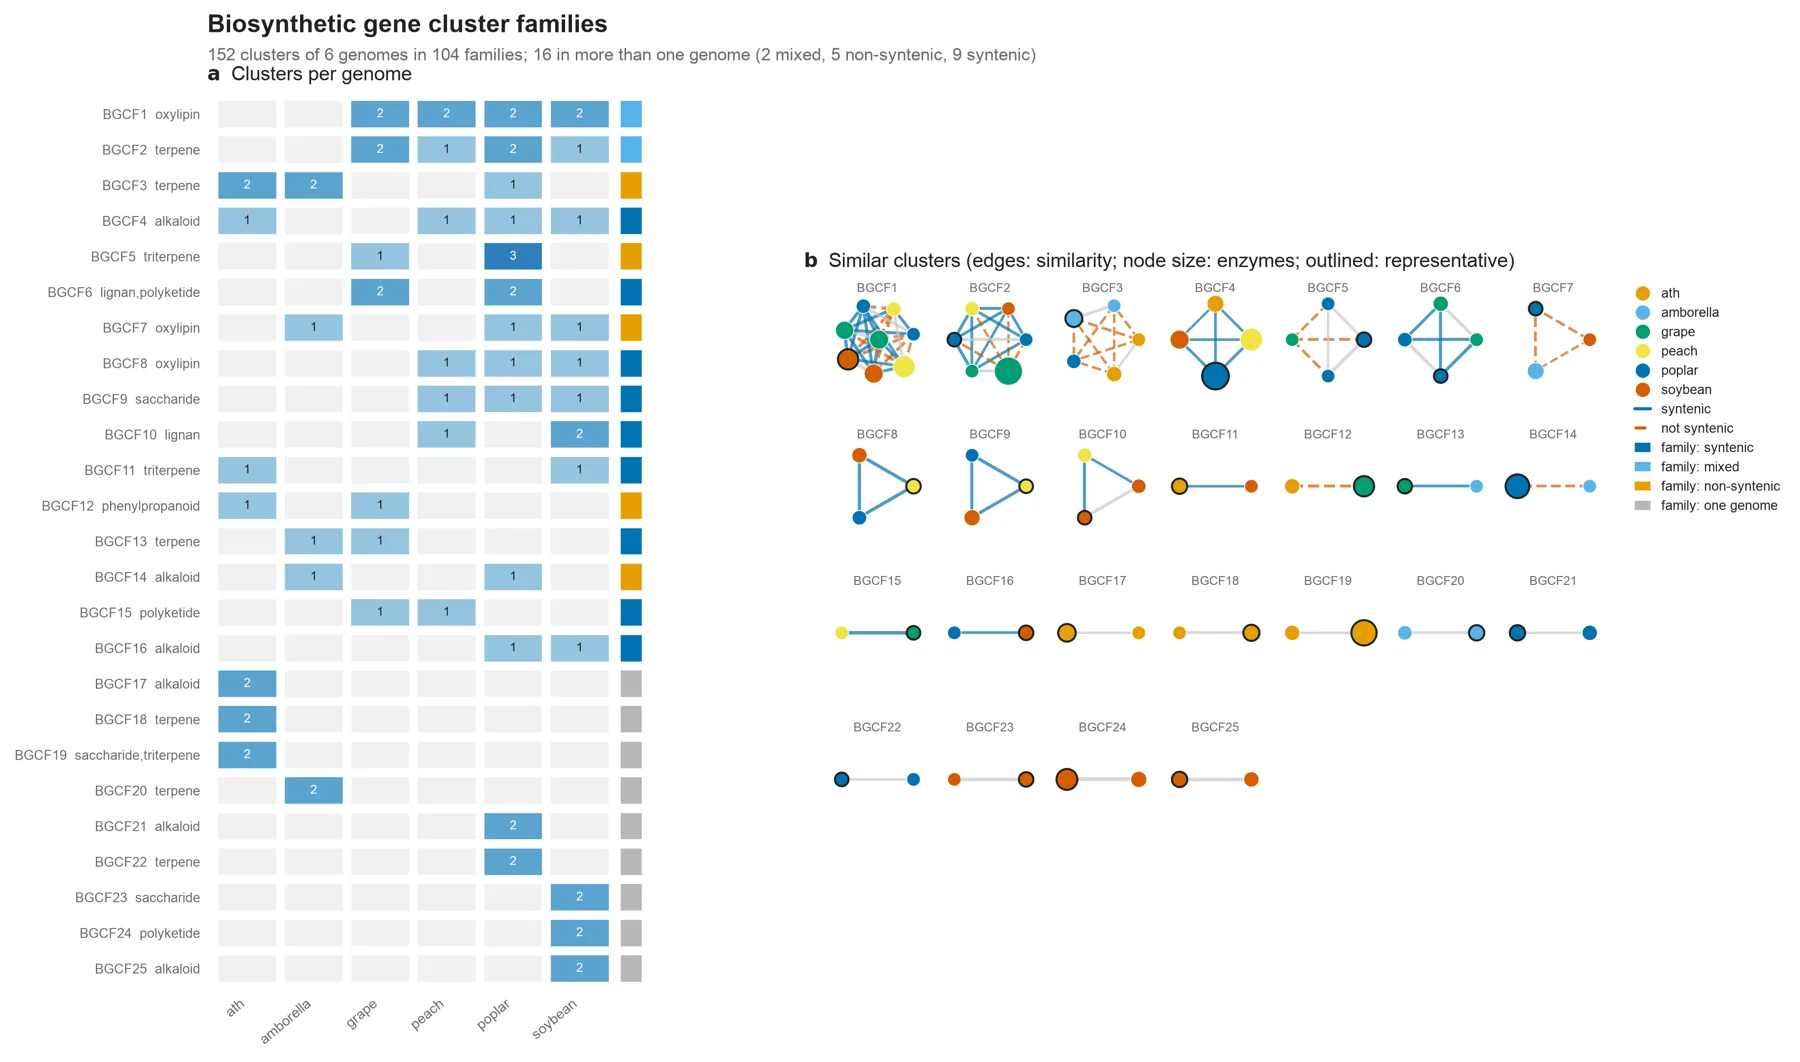 Biosynthetic gene cluster families
152 clusters of 6 genomes in 104 families; 16 in more than one genome (2 mixed, 5 non-syntenic, 9 syntenic)
a Clusters per genome
BGCF1 oxylipin 2 2 2 2
BGCF2 terpene 2 1 2 1
BGCF3 terpene 2 2 1
BGCF4 alkaloid 1 1 1 1
BGCF5 triterpene 1 3
BGCF6 lignan,polyketide 2 2
BGCF7 oxylipin 1 1 1
BGCF8 oxylipin 1 1 1
BGCF9 saccharide 1 1 1
BGCF10 lignan 1 2
BGCF11 triterpene 1 1
BGCF12 phenylpropanoid 1 1
BGCF13 terpene 1 1
BGCF14 alkaloid 1 1
BGCF15 polyketide 1 1
BGCF16 alkaloid 1 1
BGCF17 alkaloid 2
BGCF18 terpene 2
BGCF19 saccharide,triterpene 2
BGCF20 terpene 2
BGCF21 alkaloid 2
BGCF22 terpene 2
BGCF23 saccharide 2
BGCF24 polyketide 2
BGCF25 alkaloid 2
ath amborella grape peach poplar soybean
b Similar clusters (edges: similarity; node size: enzymes; outlined: representative)
BGCF1 BGCF2 BGCF3 BGCF4 BGCF5 BGCF6 BGCF7
BGCF8 BGCF9 BGCF10 BGCF11 BGCF12 BGCF13 BGCF14
BGCF15 BGCF16 BGCF17 BGCF18 BGCF19 BGCF20 BGCF21
BGCF22 BGCF23 BGCF24 BGCF25
ath
amborella
grape
peach
poplar
soybean
syntenic
not syntenic
family: syntenic
family: mixed
family: non-syntenic
family: one genome